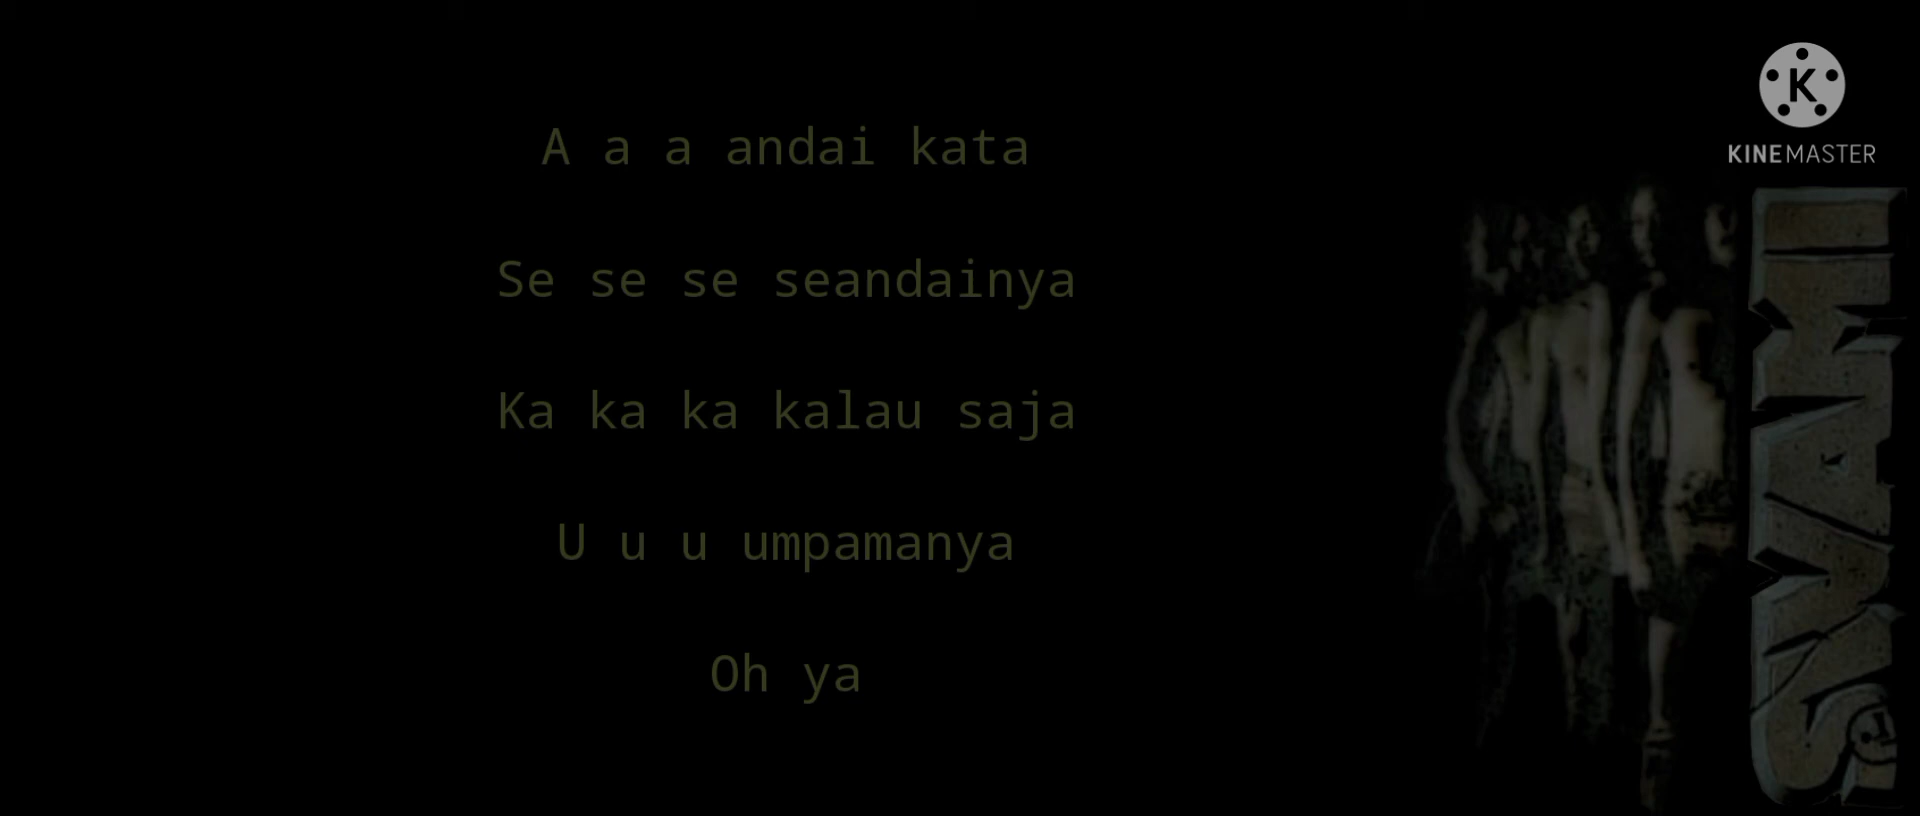 A a a andai kata
Se se se seandainya
Ka ka ka kalau saja
U u u umpamanya
Oh ya
KINEMASTER
SWAMI